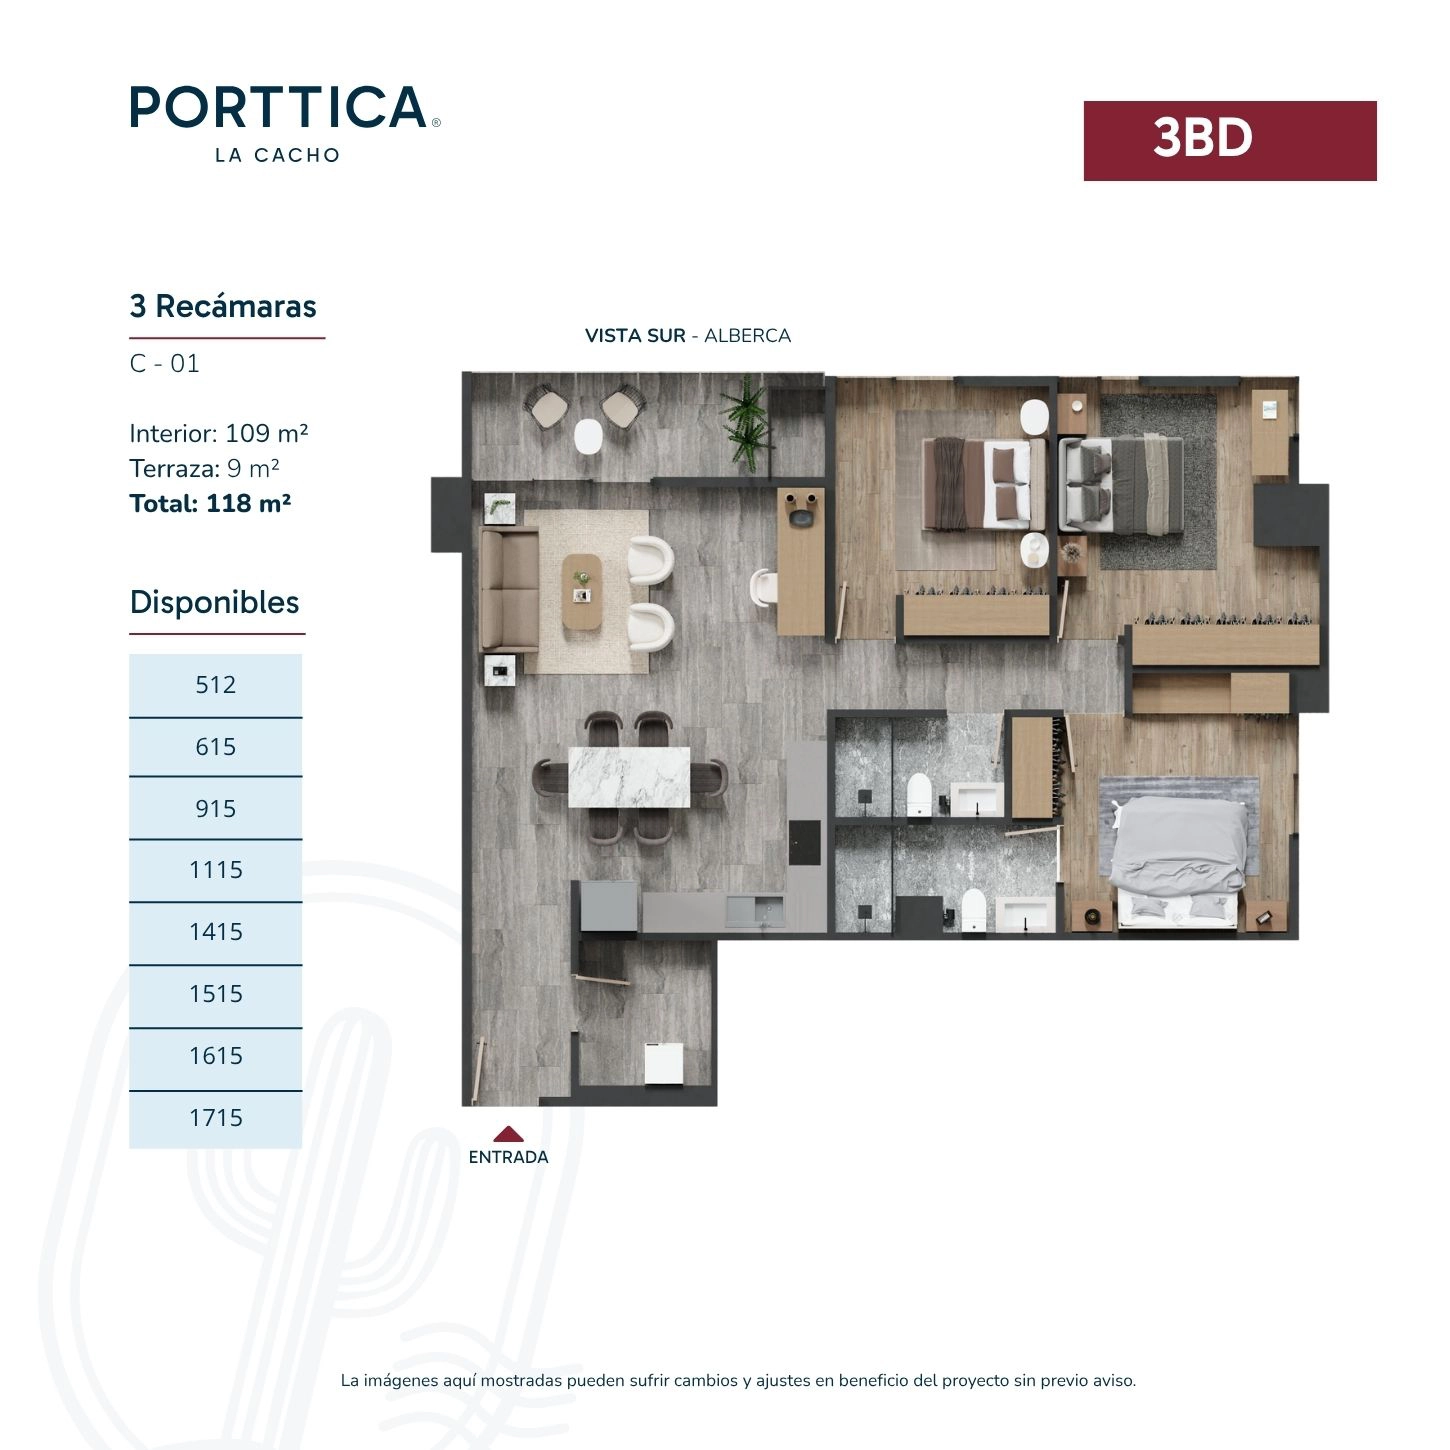 PORTTICA®
LA CACHO
3BD
3 Recámaras
C - 01
Interior: 109 m²
Terraza: 9 m²
Total: 118 m²
Disponibles
512
615
915
1115
1415
1515
1615
1715
VISTA SUR - ALBERCA
ENTRADA
La imágenes aquí mostradas pueden sufrir cambios y ajustes en beneficio del proyecto sin previo aviso.